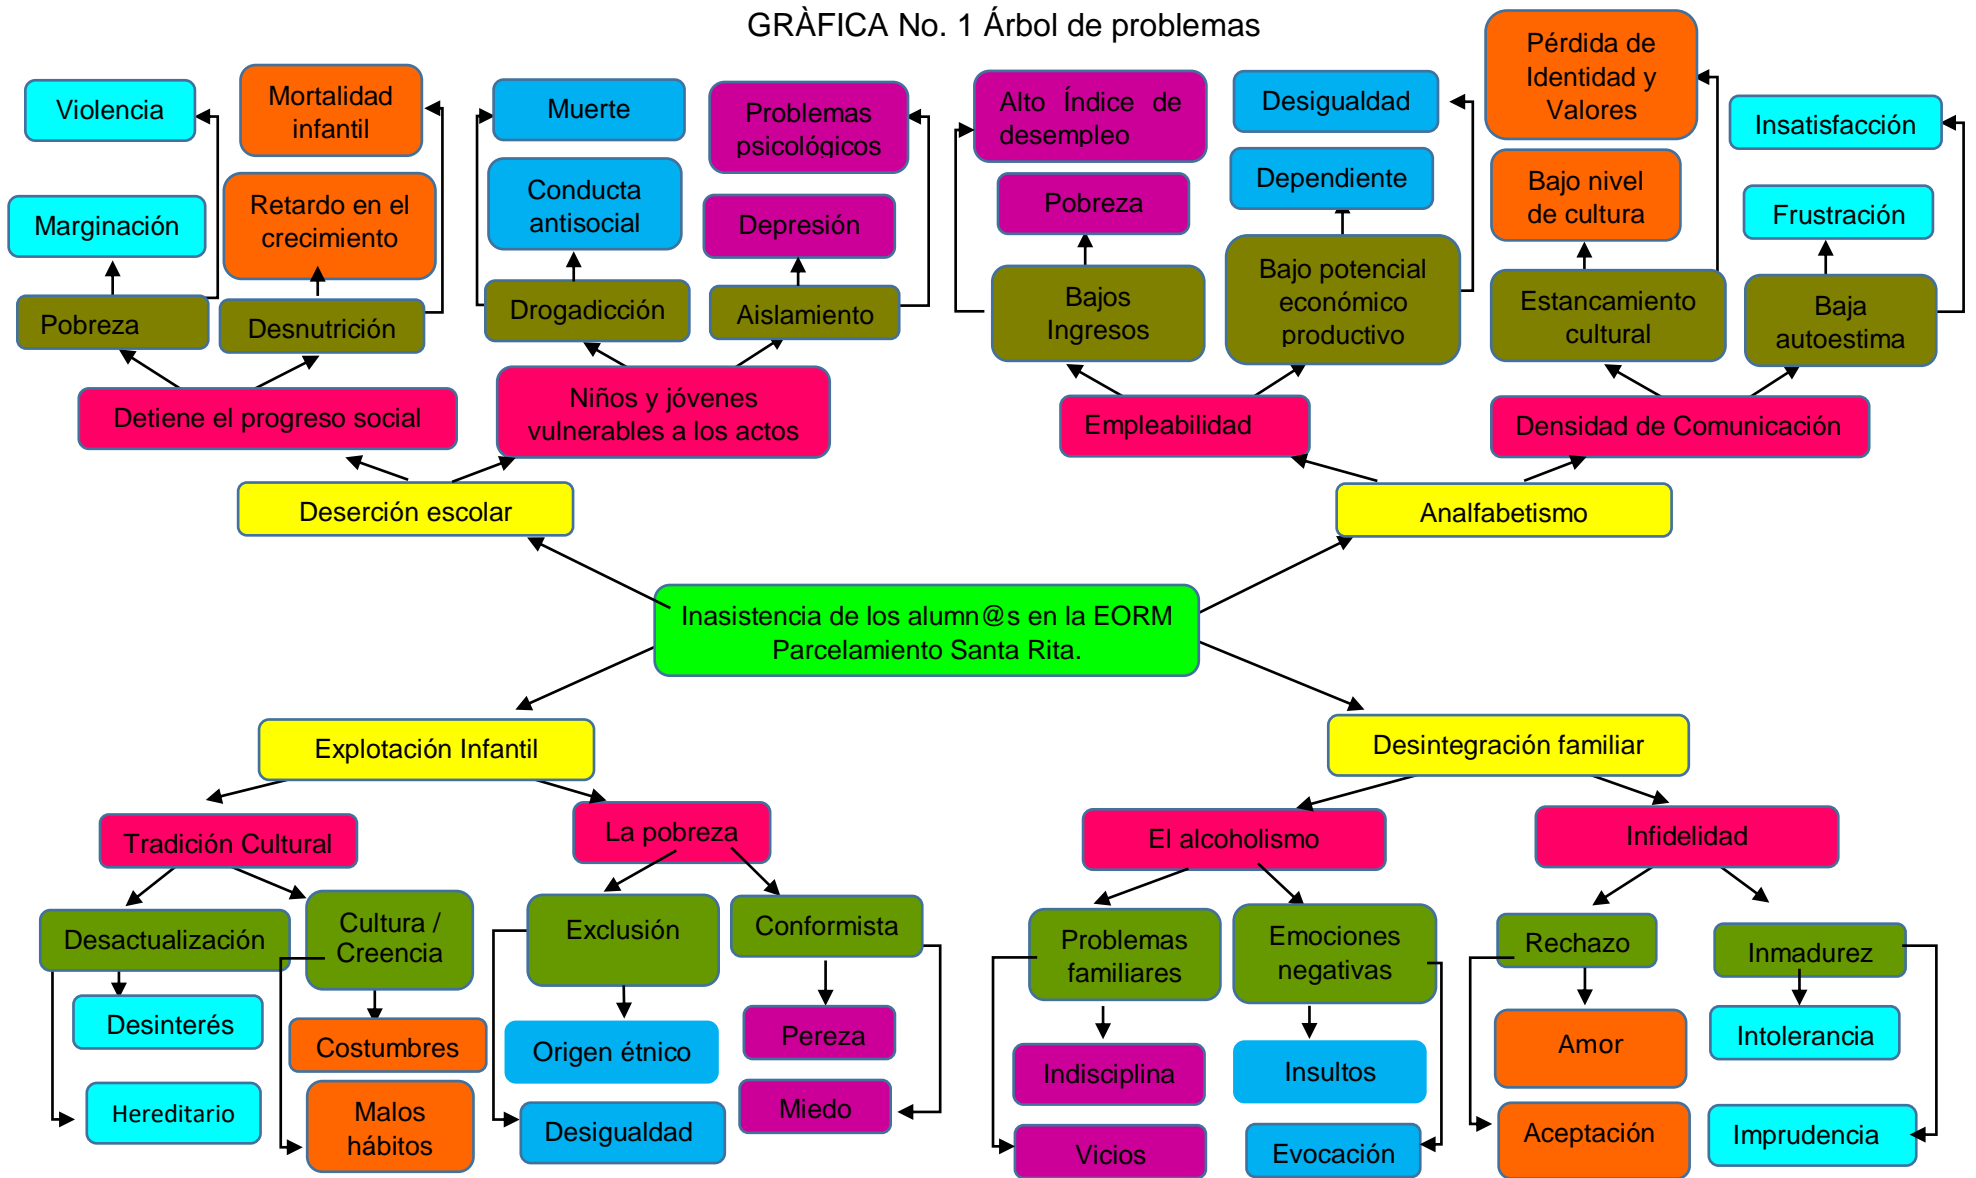 GRÀFICA No. 1 Árbol de problemas
Violencia
Mortalidad
infantil
Muerte
Problemas
psicológicos
Alto Índice de
desempleo
Desigualdad
Pérdida de
Identidad y
Valores
Insatisfacción
Marginación
Retardo en el
crecimiento
Conducta
antisocial
Depresión
Pobreza
Dependiente
Bajo nivel
de cultura
Frustración
Pobreza
Desnutrición
Drogadicción
Aislamiento
Bajos
Ingresos
Bajo potencial
económico
productivo
Estancamiento
cultural
Baja
autoestima
Detiene el progreso social
Niños y jóvenes
vulnerables a los actos
Empleabilidad
Densidad de Comunicación
Deserción escolar
Analfabetismo
Inasistencia de los alumn@s en la EORM
Parcelamiento Santa Rita.
Explotación Infantil
Desintegración familiar
Tradición Cultural
La pobreza
El alcoholismo
Infidelidad
Desactualización
Cultura /
Creencia
Exclusión
Conformista
Problemas
familiares
Emociones
negativas
Rechazo
Inmadurez
Desinterés
Costumbres
Origen étnico
Pereza
Indisciplina
Insultos
Amor
Intolerancia
Hereditario
Malos
hábitos
Desigualdad
Miedo
Vicios
Evocación
Aceptación
Imprudencia